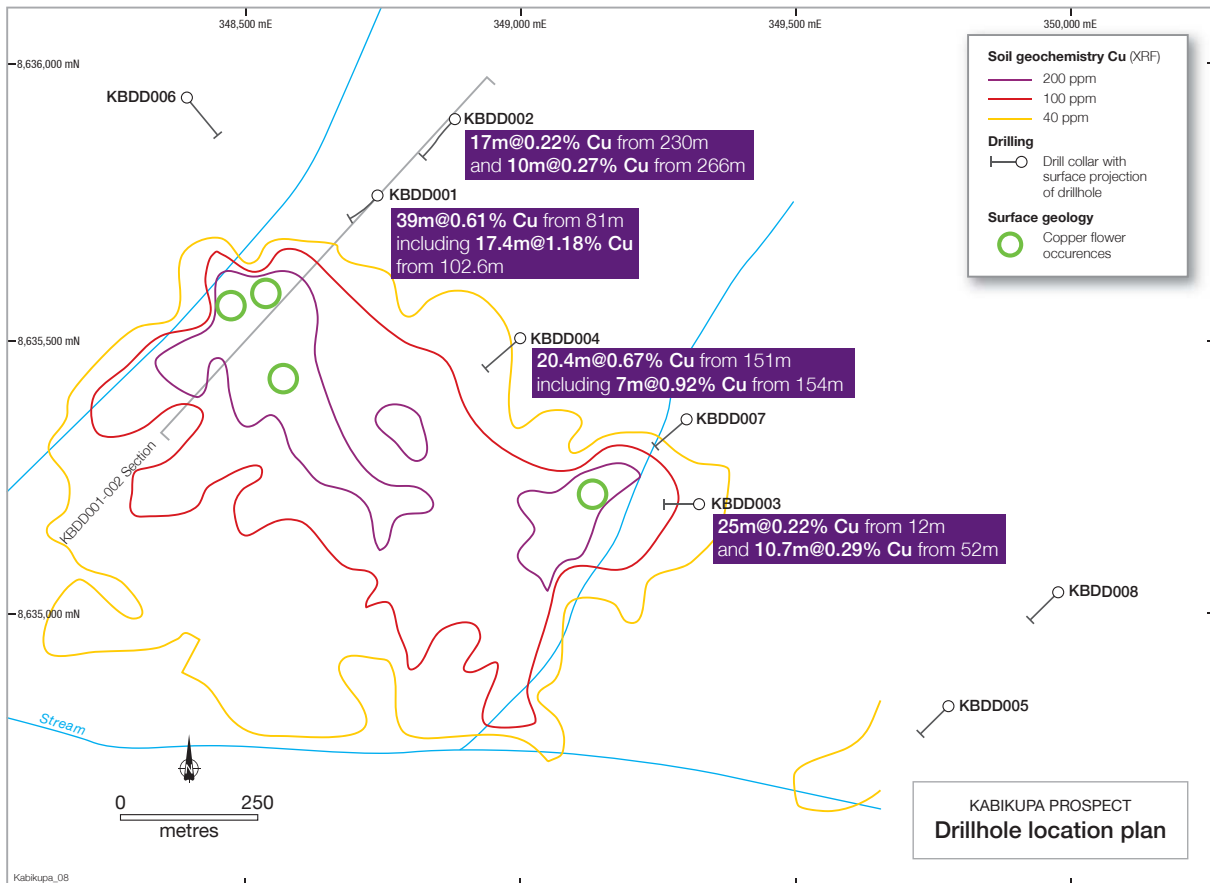 348,500 mE
349,000 mE
349,500 mE
350,000 mE
8,636,000 mN
8,635,500 mN
8,635,000 mN
Soil geochemistry Cu (XRF)
200 ppm
100 ppm
40 ppm
Drilling
Drill collar with
surface projection
of drillhole
Surface geology
Copper flower
occurences
KBDD006
KBDD002
17m@0.22% Cu from 230m
and 10m@0.27% Cu from 266m
KBDD001
39m@0.61% Cu from 81m
including 17.4m@1.18% Cu
from 102.6m
KBDD004
20.4m@0.67% Cu from 151m
including 7m@0.92% Cu from 154m
KBDD007
KBDD001-002 Section
KBDD003
25m@0.22% Cu from 12m
and 10.7m@0.29% Cu from 52m
KBDD008
KBDD005
Stream
0 250
metres
KABIKUPA PROSPECT
Drillhole location plan
Kabikupa_08